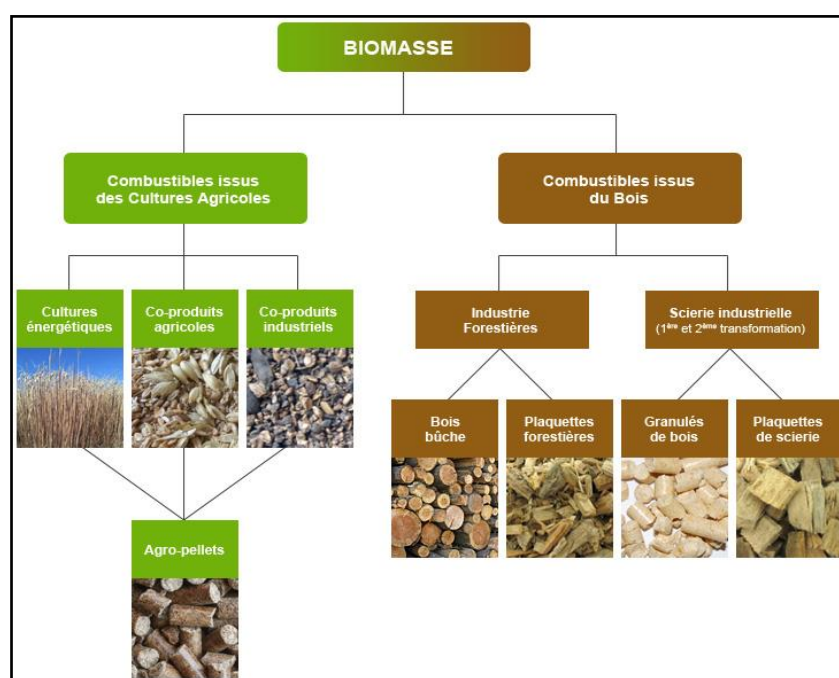 BIOMASSE
Combustibles issus
des Cultures Agricoles
Combustibles issus
du Bois
Cultures
énergétiques
Co-produits
agricoles
Co-produits
industriels
Industrie
Forestières
Scierie industrielle
(1ère et 2ème transformation)
Bois
bûche
Plaquettes
forestières
Granulés
de bois
Plaquettes
de scierie
Agro-pellets